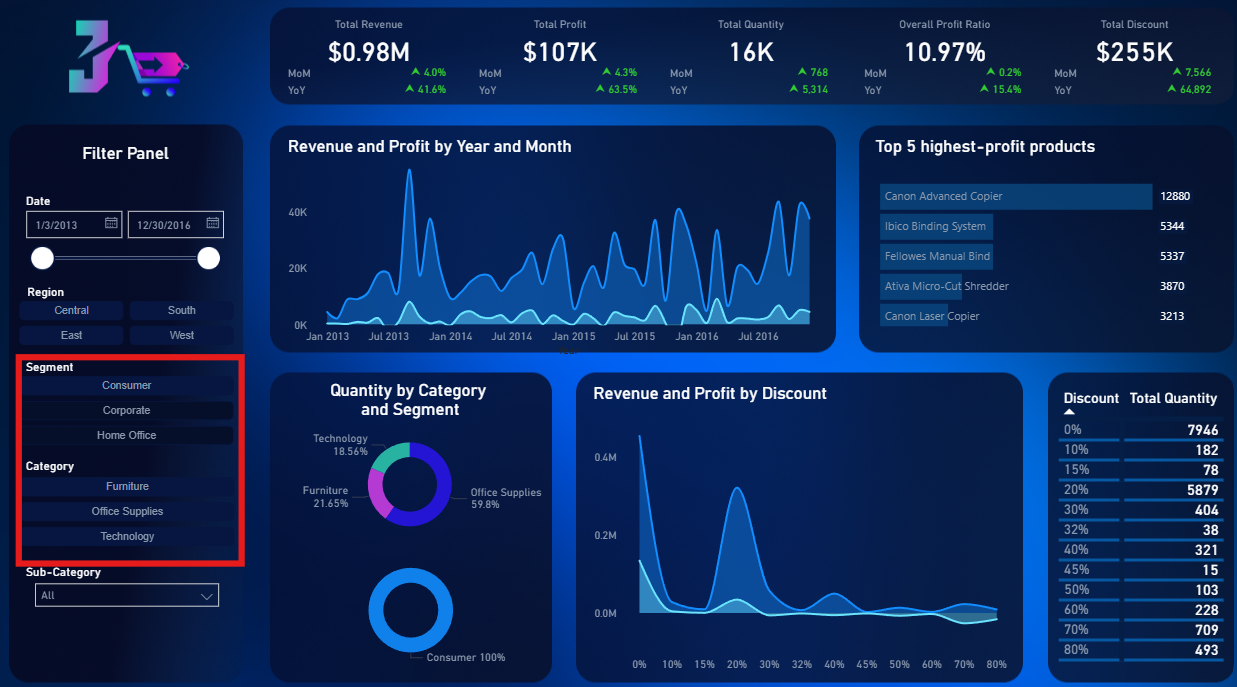 Total Revenue
$0.98M
MoM 4.0%
YoY 41.6%
Total Profit
$107K
MoM 4.3%
YoY 63.5%
Total Quantity
16K
MoM 768
YoY 5,314
Overall Profit Ratio
10.97%
MoM 0.2%
YoY 15.4%
Total Discount
$255K
MoM 7,566
YoY 64,892
Filter Panel
Date
1/3/2013 12/30/2016
Region
Central South
East West
Segment
Consumer
Corporate
Home Office
Category
Furniture
Office Supplies
Technology
Sub-Category
All
Revenue and Profit by Year and Month
40K
20K
0K
Jan 2013 Jul 2013 Jan 2014 Jul 2014 Jan 2015 Jul 2015 Jan 2016 Jul 2016
Top 5 highest-profit products
Canon Advanced Copier 12880
Ibico Binding System 5344
Fellowes Manual Bind 5337
Ativa Micro-Cut Shredder 3870
Canon Laser Copier 3213
Quantity by Category
and Segment
Technology
18.56%
Furniture
21.65%
Office Supplies
59.8%
Consumer 100%
Revenue and Profit by Discount
0.4M
0.2M
0.0M
0% 10% 15% 20% 30% 32% 40% 45% 50% 60% 70% 80%
Discount Total Quantity
0% 7946
10% 182
15% 78
20% 5879
30% 404
32% 38
40% 321
45% 15
50% 103
60% 228
70% 709
80% 493